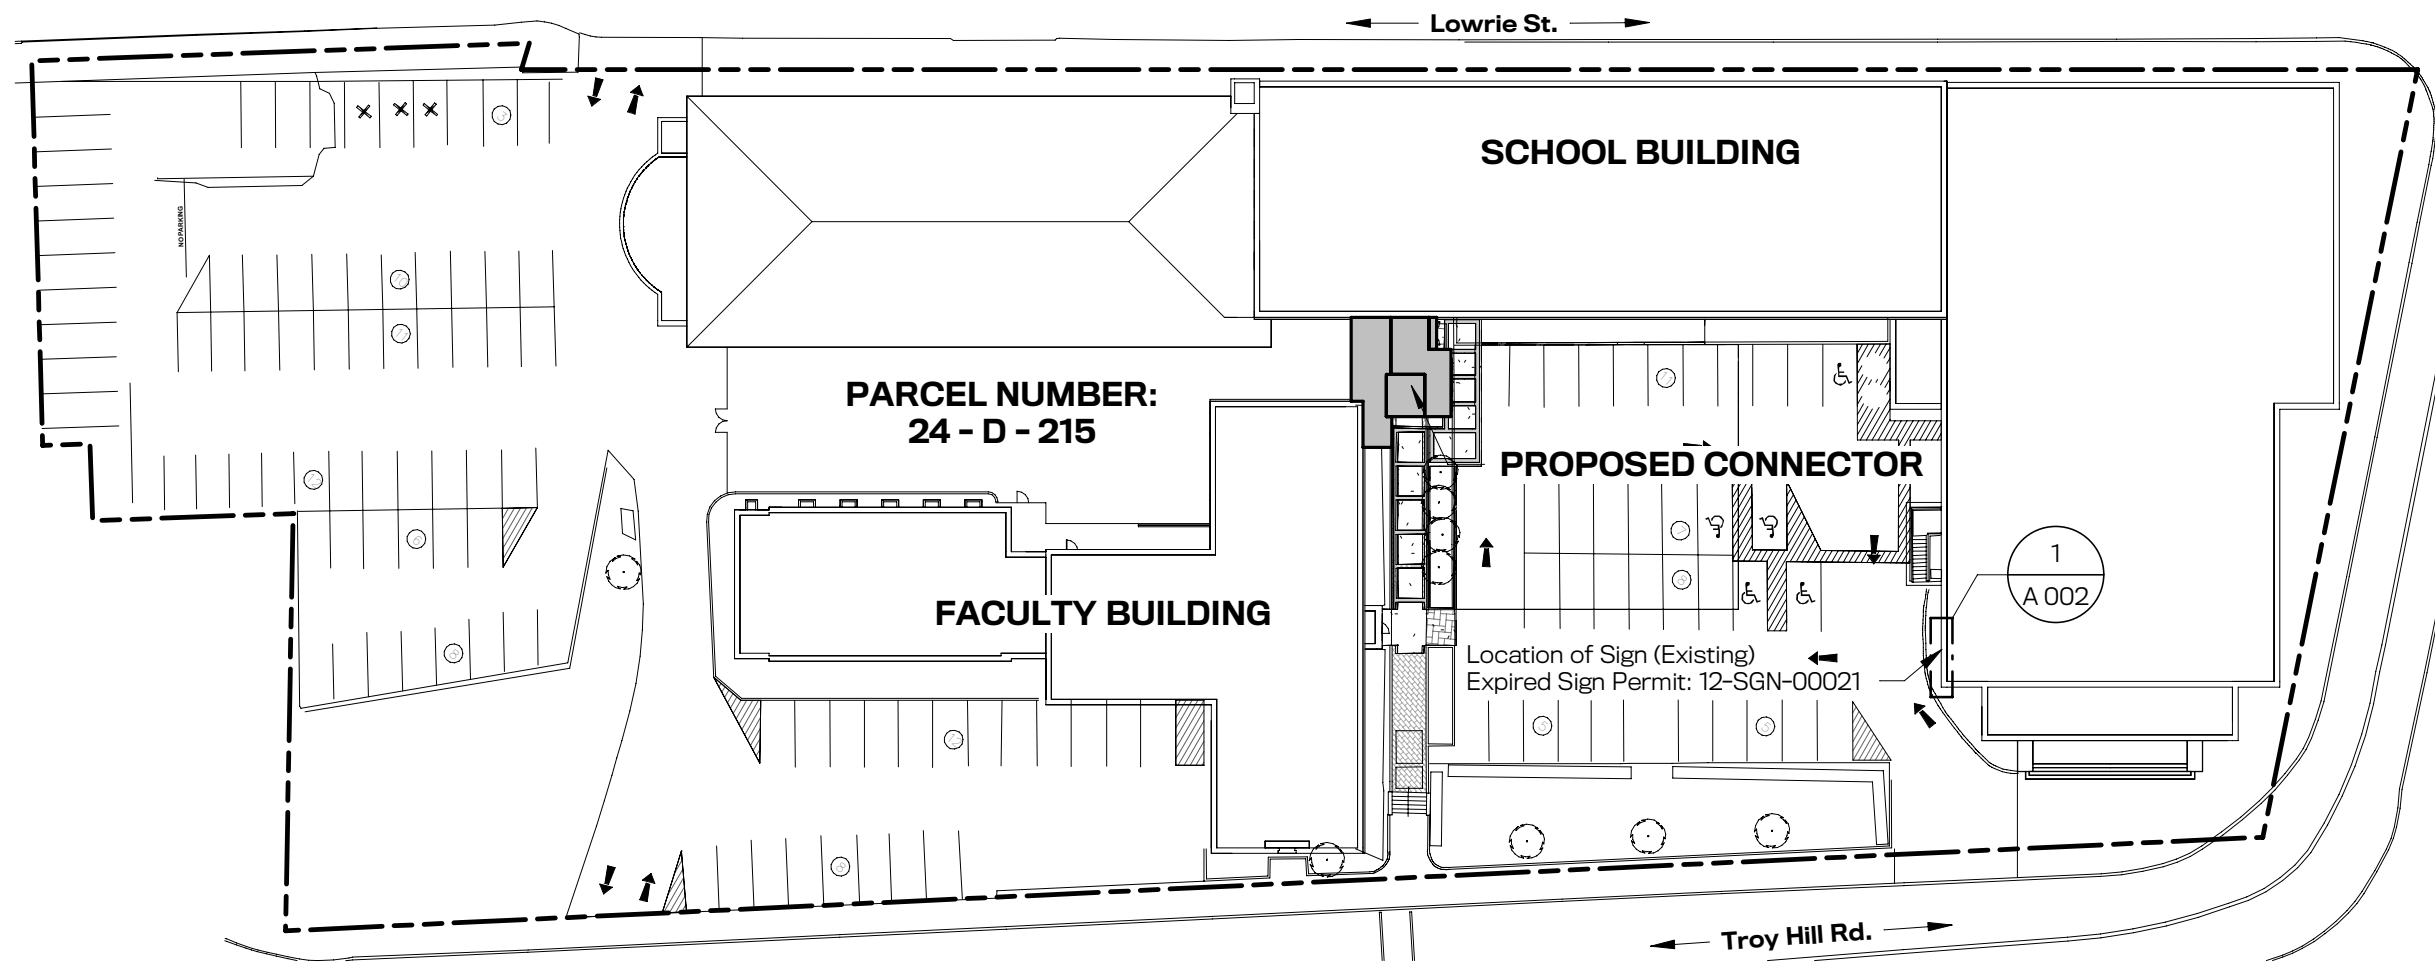 Lowrie St.
SCHOOL BUILDING
NO PARKING
PARCEL NUMBER:
24 - D - 215
PROPOSED CONNECTOR
1
A 002
FACULTY BUILDING
Location of Sign (Existing)
Expired Sign Permit: 12-SGN-00021
Troy Hill Rd.